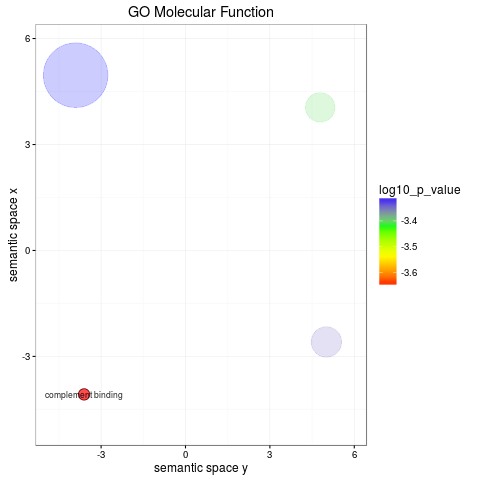 GO Molecular Function
6
3
0
-3
semantic space x
complement binding
-3
0
3
6
semantic space y
log10_p_value
-3.4
-3.5
-3.6